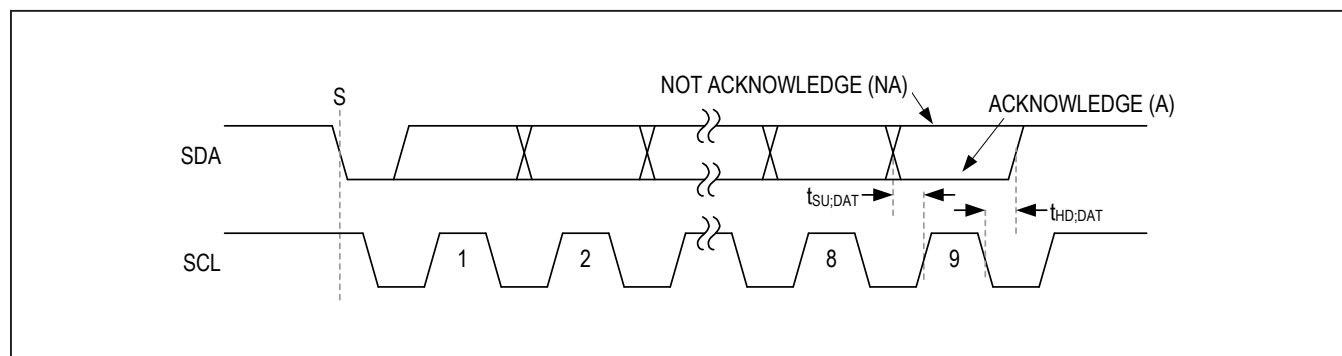 NOT ACKNOWLEDGE (NA)
S
ACKNOWLEDGE (A)
SDA
tSU;DAT
tHD;DAT
SCL
1
2
8
9